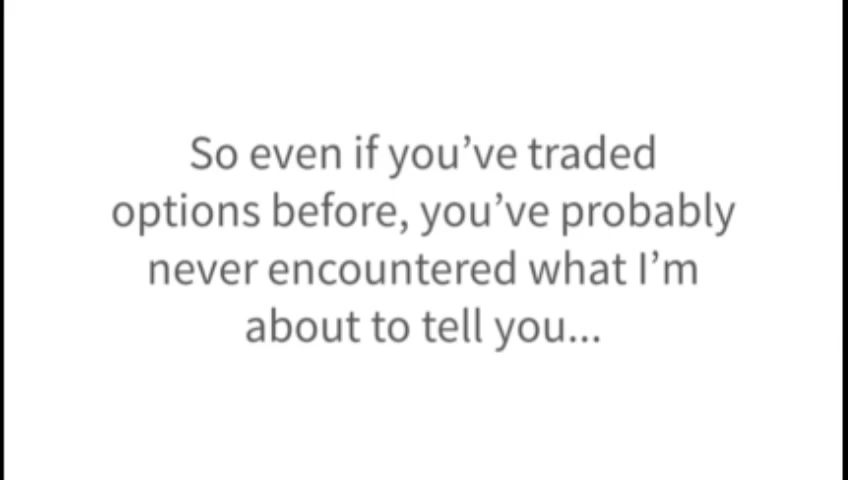 So even if you’ve traded
options before, you’ve probably
never encountered what I’m
about to tell you...